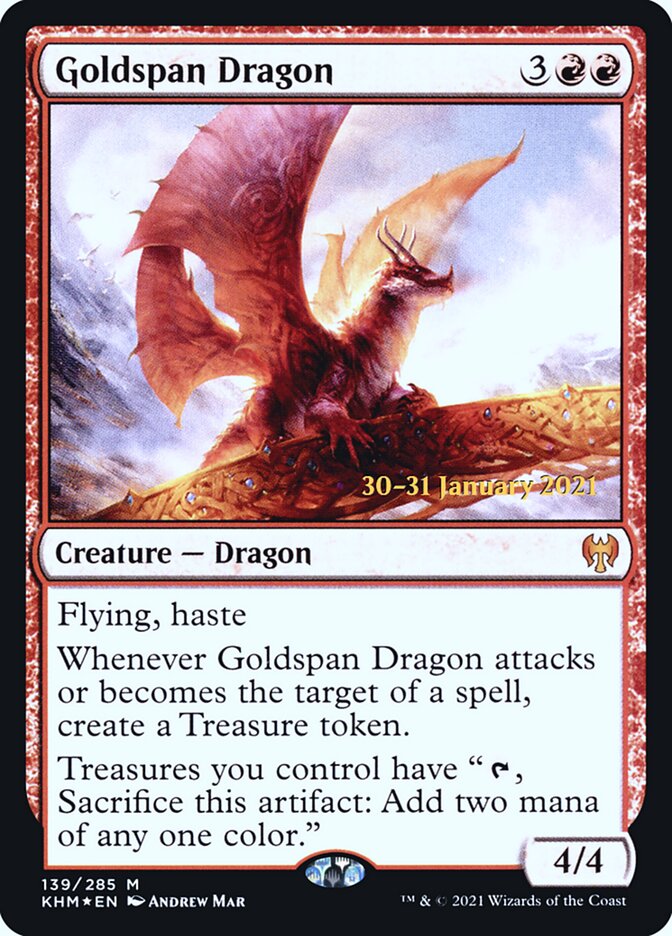 Goldspan Dragon 3
30–31 January 2021
Creature — Dragon
Flying, haste
Whenever Goldspan Dragon attacks
or becomes the target of a spell,
create a Treasure token.
Treasures you control have “ ,
Sacrifice this artifact: Add two mana
of any one color.”
4/4
139/285 M
KHM★EN Andrew Mar ™ & © 2021 Wizards of the Coast